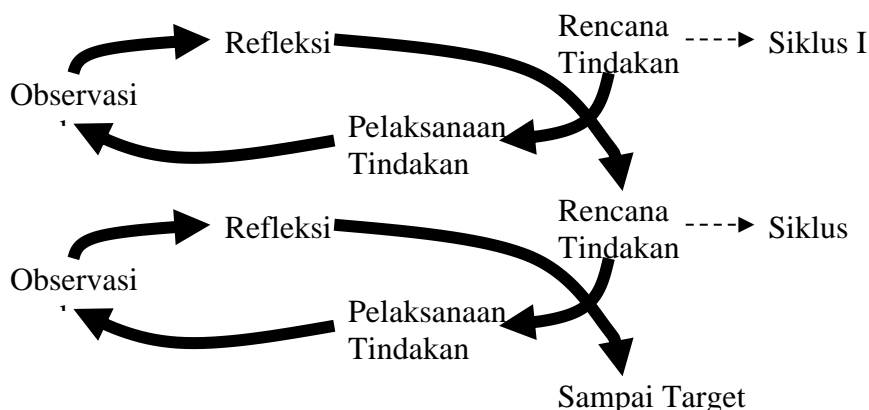 Refleksi
Rencana
Tindakan
Siklus I
Observasi
Pelaksanaan
Tindakan
Refleksi
Rencana
Tindakan
Siklus
Observasi
Pelaksanaan
Tindakan
Sampai Target